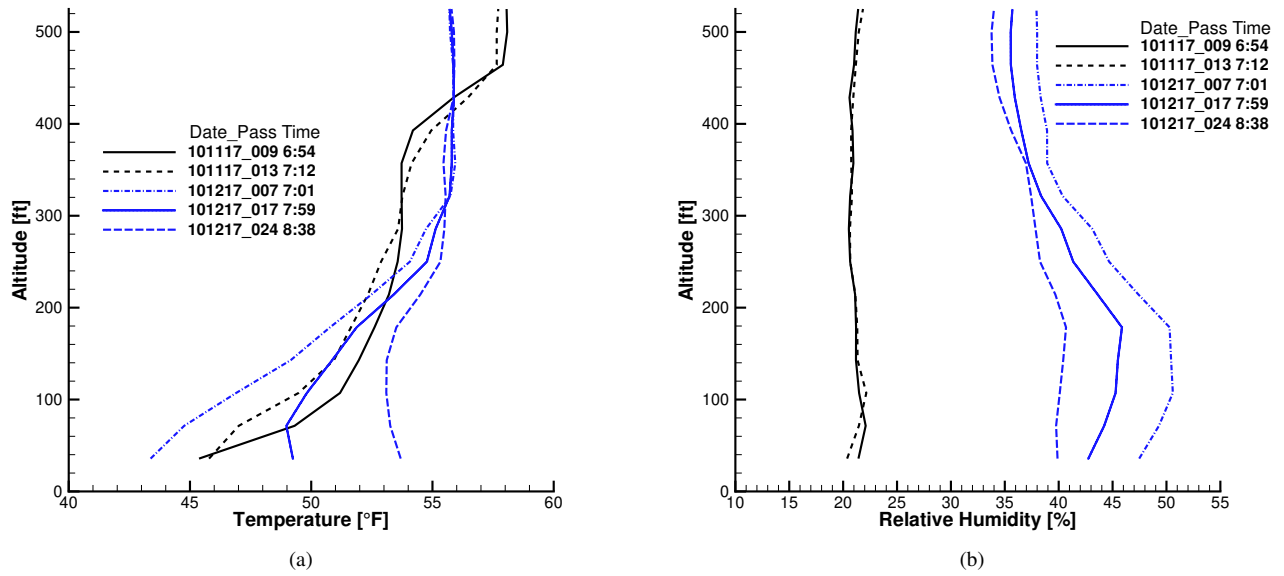 500
400
300
200
100
0
Altitude [ft]
Date_Pass Time
101117_009 6:54
101117_013 7:12
101217_007 7:01
101217_017 7:59
101217_024 8:38
40 45 50 55 60
Temperature [°F]
(a)
500
400
300
200
100
0
Altitude [ft]
Date_Pass Time
101117_009 6:54
101117_013 7:12
101217_007 7:01
101217_017 7:59
101217_024 8:38
10 15 20 25 30 35 40 45 50 55
Relative Humidity [%]
(b)